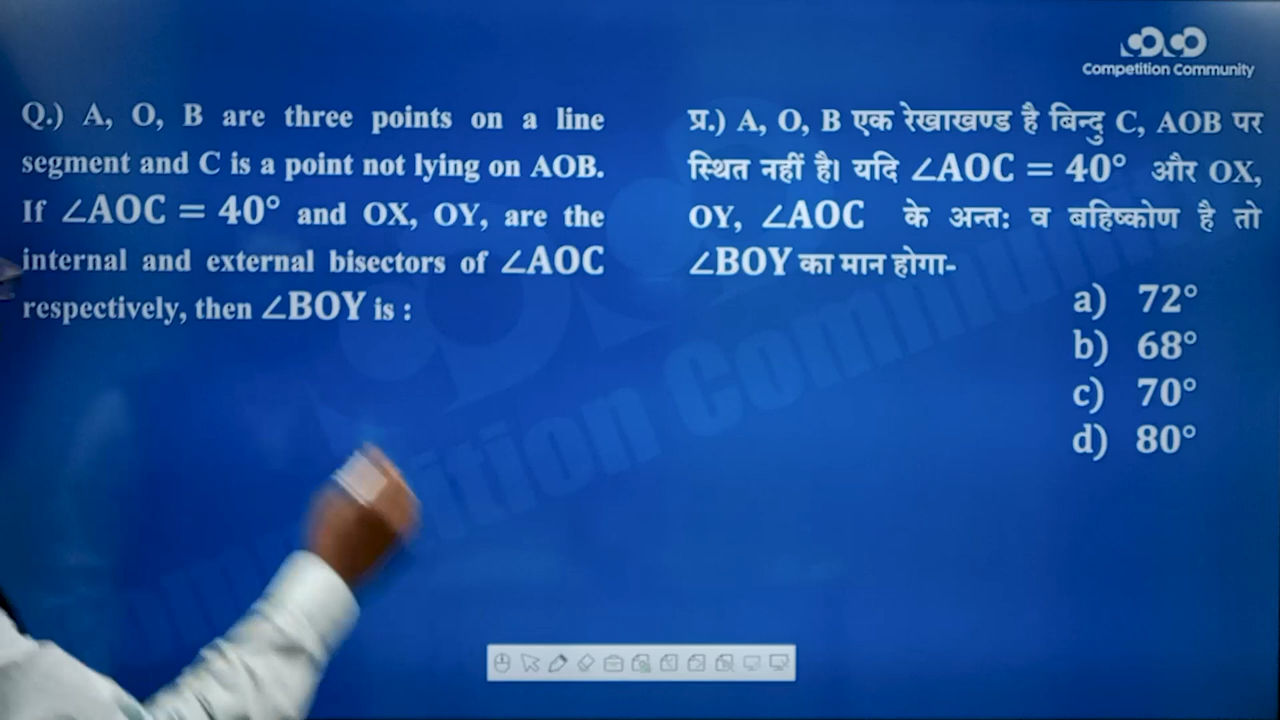 Competition Community
Q.) A, O, B are three points on a line
segment and C is a point not lying on AOB.
If ∠AOC = 40° and OX, OY, are the
internal and external bisectors of ∠AOC
respectively, then ∠BOY is :
प्र.) A, O, B एक रेखाखण्ड है बिन्दु C, AOB पर
स्थित नहीं है। यदि ∠AOC = 40° और OX,
OY, ∠AOC के अन्त: व बहिष्कोण है तो
∠BOY का मान होगा-
a) 72°
b) 68°
c) 70°
d) 80°